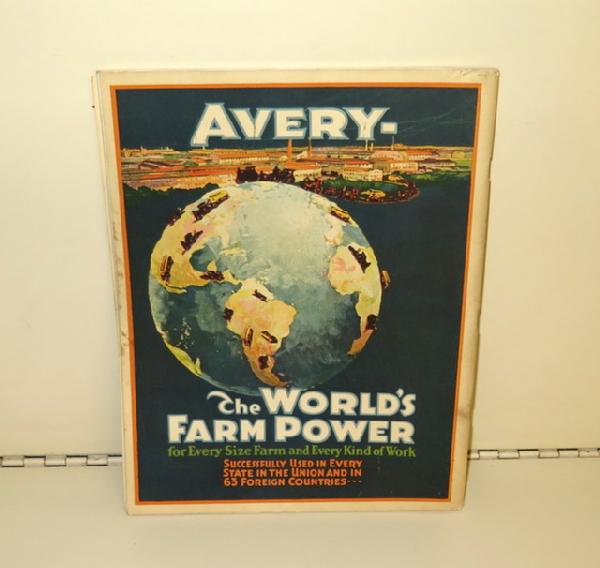 AVERY-
The WORLD'S
FARM POWER
for Every Size Farm and Every Kind of Work
SUCCESSFULLY USED IN EVERY
STATE IN THE UNION AND IN
63 FOREIGN COUNTRIES---